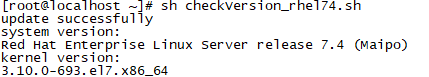 [root@localhost ~]# sh checkVersion_rhel74.sh
update successfully
system version:
Red Hat Enterprise Linux Server release 7.4 (Maipo)
kernel version:
3.10.0-693.el7.x86_64